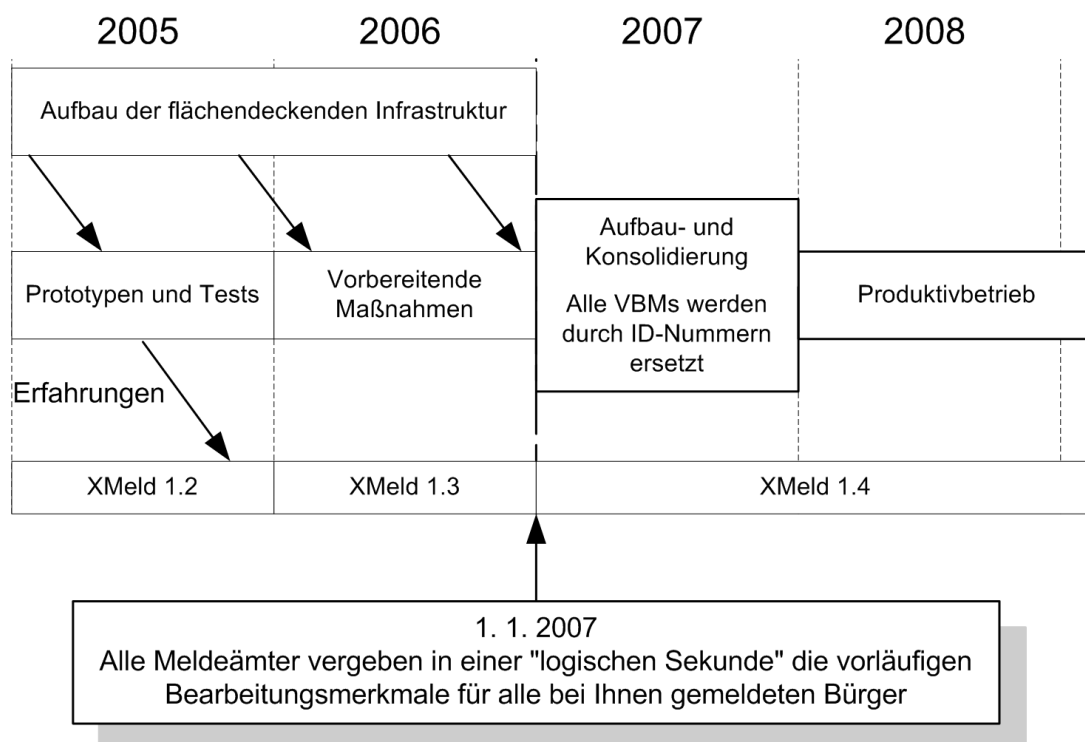 2005 2006 2007 2008
Aufbau der flächendeckenden Infrastruktur
Prototypen und Tests
Vorbereitende
Maßnahmen
Aufbau- und
Konsolidierung
Alle VBMs werden
durch ID-Nummern
ersetzt
Produktivbetrieb
Erfahrungen
XMeld 1.2 XMeld 1.3 XMeld 1.4
1. 1. 2007
Alle Meldeämter vergeben in einer "logischen Sekunde" die vorläufigen
Bearbeitungsmerkmale für alle bei Ihnen gemeldeten Bürger